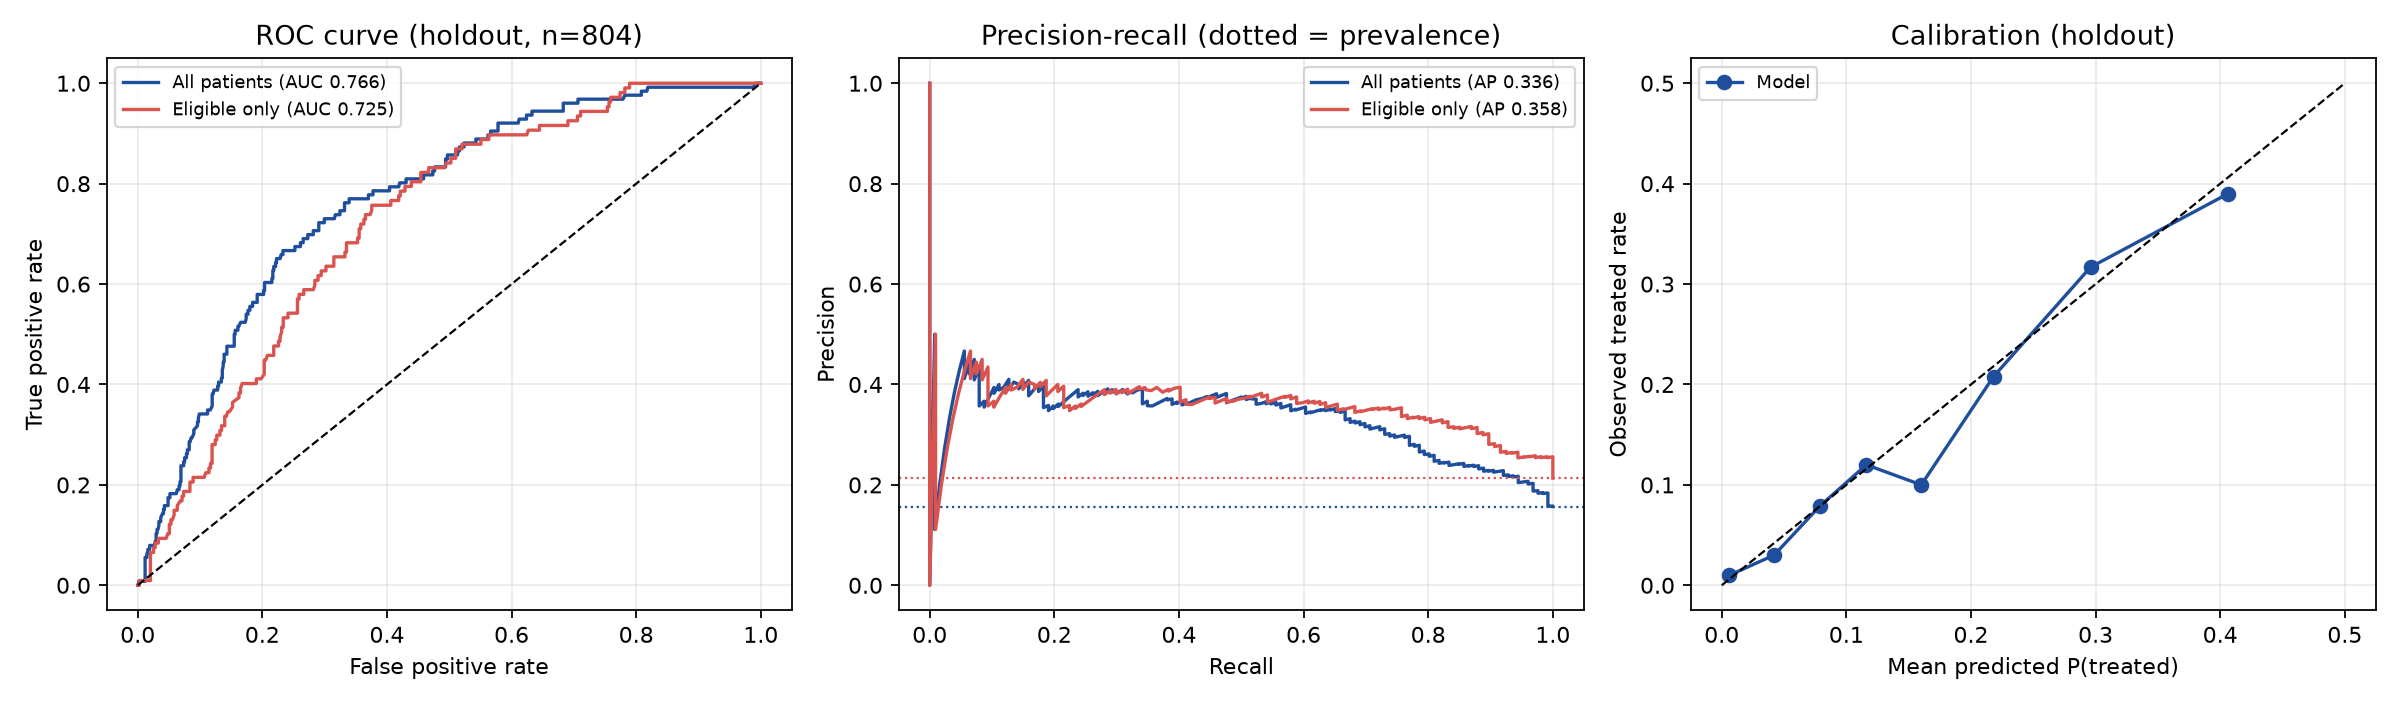 ROC curve (holdout, n=804)
All patients (AUC 0.766)
Eligible only (AUC 0.725)
True positive rate
1.0
0.8
0.6
0.4
0.2
0.0
0.0 0.2 0.4 0.6 0.8 1.0
False positive rate
Precision-recall (dotted = prevalence)
All patients (AP 0.336)
Eligible only (AP 0.358)
Precision
1.0
0.8
0.6
0.4
0.2
0.0
0.0 0.2 0.4 0.6 0.8 1.0
Recall
Calibration (holdout)
Model
Observed treated rate
0.5
0.4
0.3
0.2
0.1
0.0
0.0 0.1 0.2 0.3 0.4 0.5
Mean predicted P(treated)